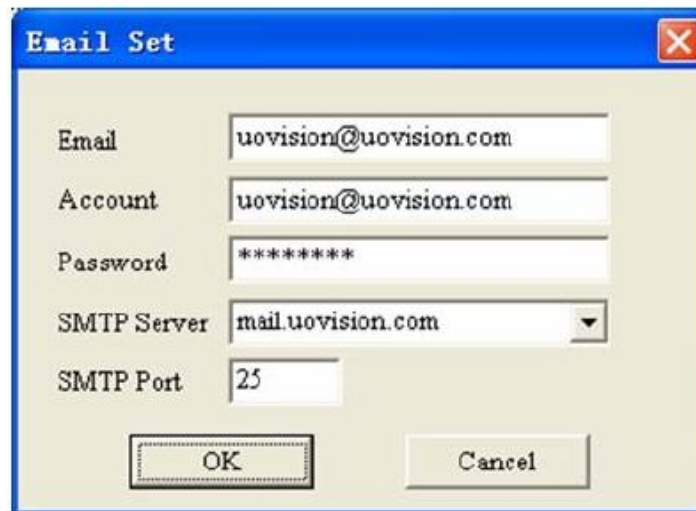 Email Set
Email uovision@uovision.com
Account uovision@uovision.com
Password ********
SMTP Server mail.uovision.com
SMTP Port 25
OK Cancel